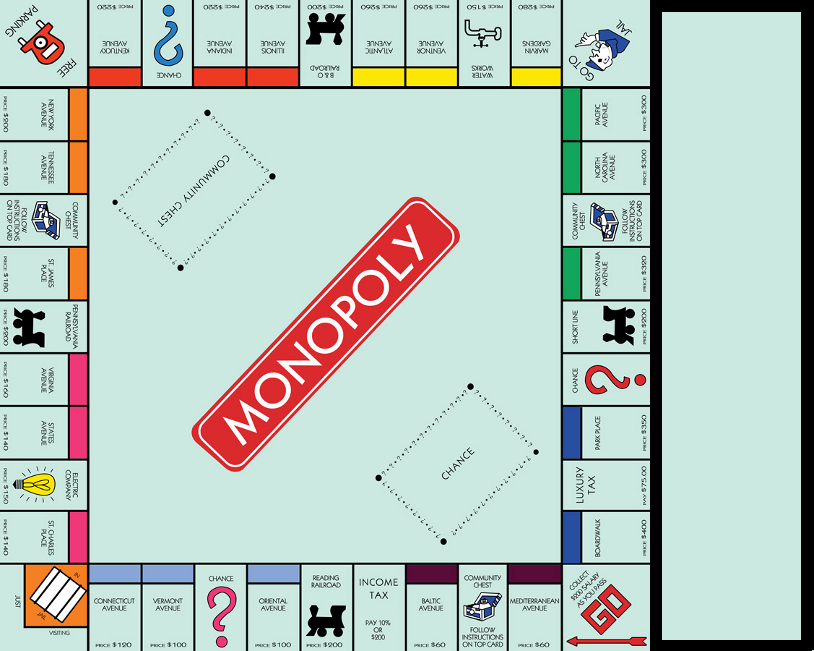 FREE
PARKING
KENTUCKY
AVENUE
PRICE $220
CHANCE
INDIANA
AVENUE
PRICE $220
ILLINOIS
AVENUE
PRICE $240
B & O
RAILROAD
PRICE $200
ATLANTIC
AVENUE
PRICE $260
VENTNOR
AVENUE
PRICE $260
WATER
WORKS
PRICE $150
MARVIN
GARDENS
PRICE $280
GO TO
JAIL
NEW YORK
AVENUE
PRICE $200
TENNESSEE
AVENUE
PRICE $180
COMMUNITY
CHEST
FOLLOW
INSTRUCTIONS
ON TOP CARD
ST. JAMES
PLACE
PRICE $180
PENNSYLVANIA
RAILROAD
PRICE $200
VIRGINIA
AVENUE
PRICE $160
STATES
AVENUE
PRICE $140
ELECTRIC
COMPANY
PRICE $150
ST. CHARLES
PLACE
PRICE $140
COMMUNITY CHEST
MONOPOLY
CHANCE
PACIFIC
AVENUE
PRICE $300
NORTH
CAROLINA
AVENUE
PRICE $300
COMMUNITY
CHEST
FOLLOW
INSTRUCTIONS
ON TOP CARD
PENNSYLVANIA
AVENUE
PRICE $320
SHORT LINE
PRICE $200
CHANCE
PARK PLACE
PRICE $350
LUXURY
TAX
PAY $75.00
BOARDWALK
PRICE $400
IN
JAIL
JUST
VISITING
CONNECTICUT
AVENUE
PRICE $120
VERMONT
AVENUE
PRICE $100
CHANCE
ORIENTAL
AVENUE
PRICE $100
READING
RAILROAD
PRICE $200
INCOME
TAX
PAY 10%
OR
$200
BALTIC
AVENUE
PRICE $60
COMMUNITY
CHEST
FOLLOW
INSTRUCTIONS
ON TOP CARD
MEDITERRANEAN
AVENUE
PRICE $60
COLLECT
$200 SALARY
AS YOU PASS
GO